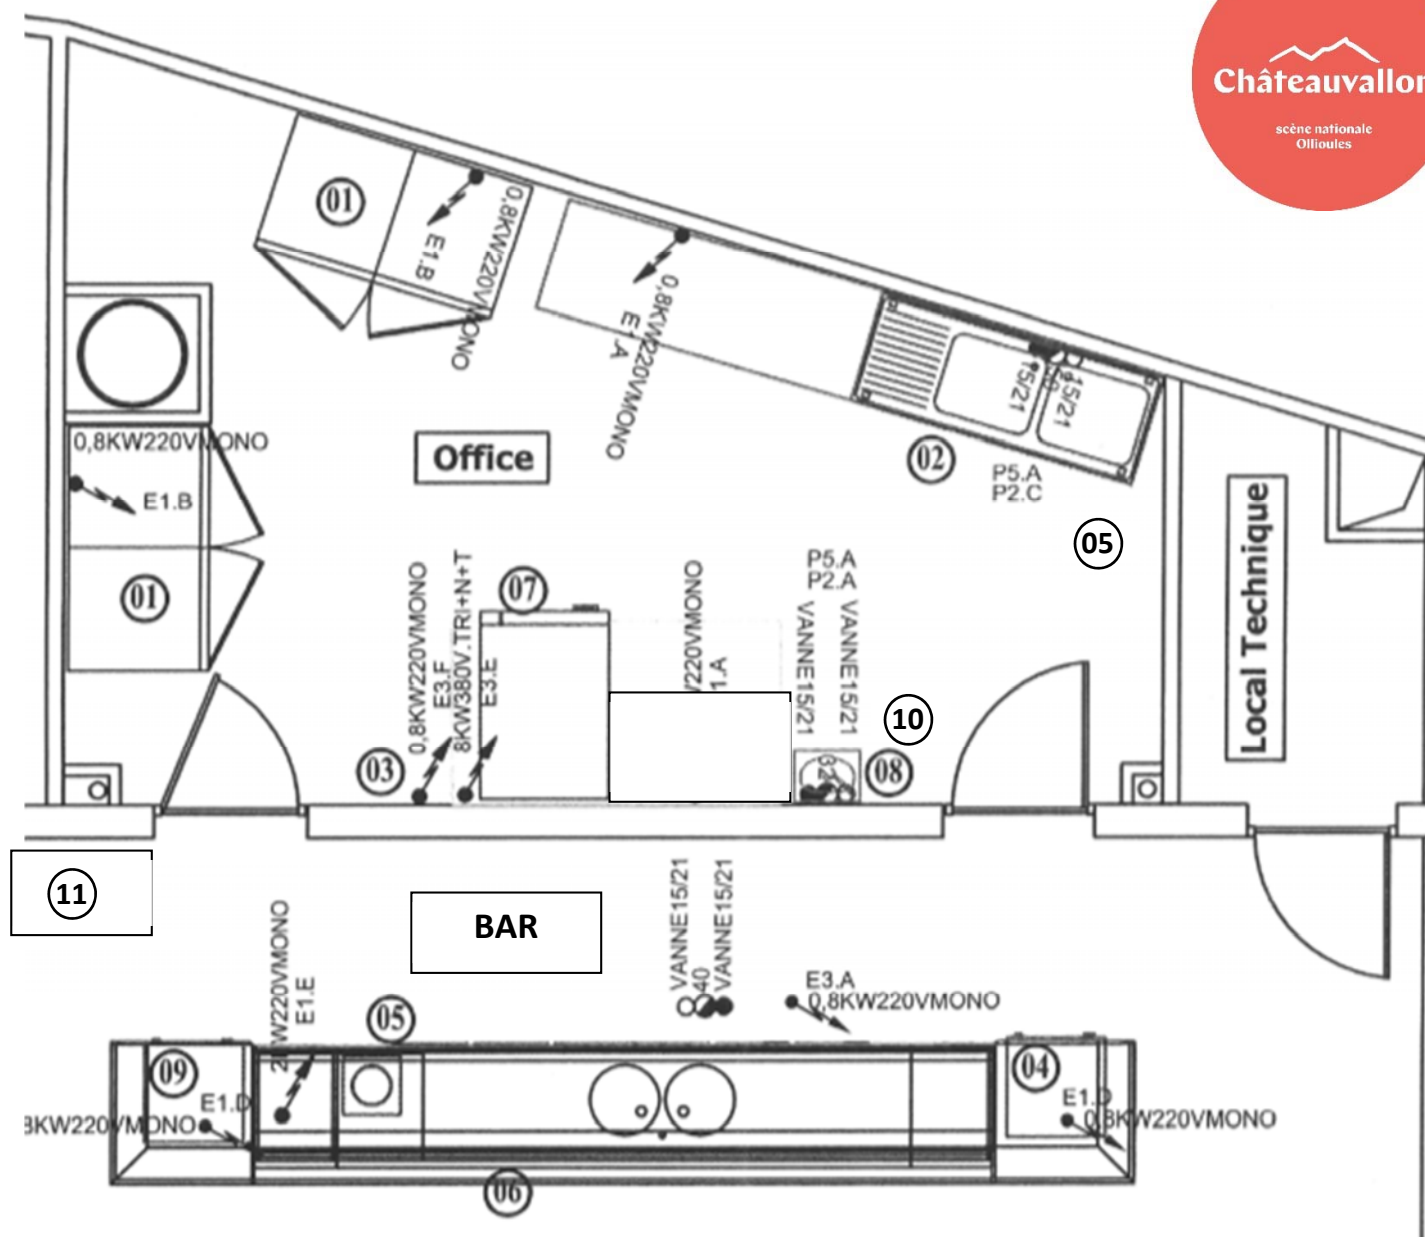 Châteauvallon
scène nationale
Ollioules
01
E1.B
0,8KW220VMONO
E1.A
0,8KW220VMONO
15/21
15/21
02
P5.A
P2.C
Office
0,8KW220VMONO
E1.B
01
05
Local Technique
07
0,8KW220VMONO
E3.F
8KW380V.TRI+N+T
E3.E
/220VMONO
1.A
P5.A
P2.A
VANNE15/21
VANNE15/21
10
03
32
08
11
BAR
VANNE15/21
40
VANNE15/21
E3.A
0,8KW220VMONO
W220VMONO
E1.E
05
09
E1.D
8KW220VMONO
04
E1.D
0,8KW220VMONO
06